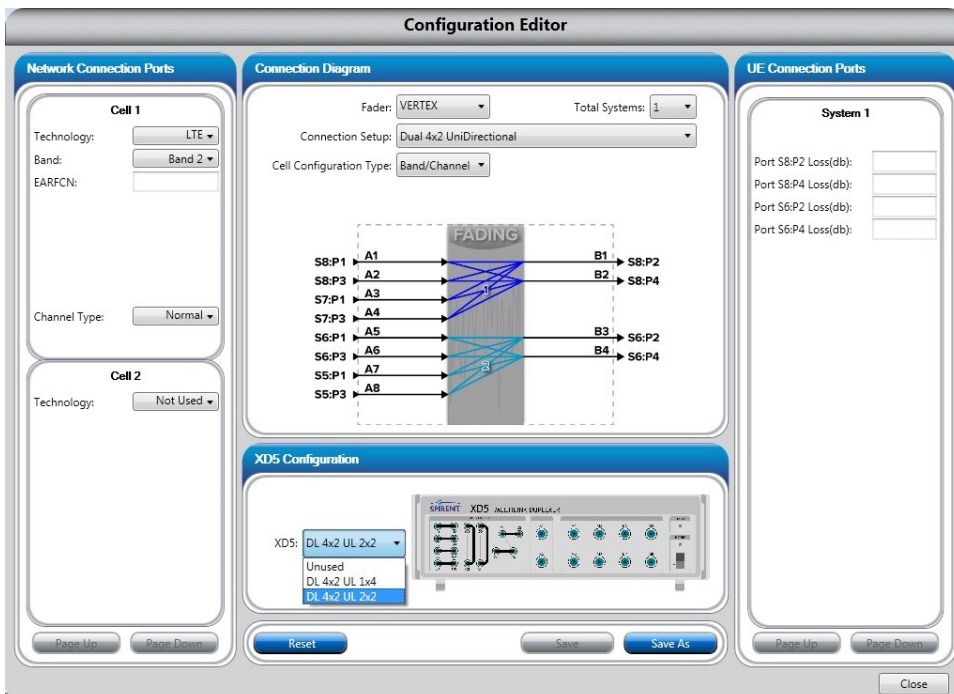 Configuration Editor
Network Connection Ports
Cell 1
Technology: LTE
Band: Band 2
EARFCN:
Channel Type: Normal
Cell 2
Technology: Not Used
Page Up Page Down
Connection Diagram
Fader: VERTEX Total Systems: 1
Connection Setup: Dual 4x2 UniDirectional
Cell Configuration Type: Band/Channel
FADING
S8:P1 A1 B1 S8:P2
S8:P3 A2 B2 S8:P4
S7:P1 A3 1
S7:P3 A4
S6:P1 A5 B3 S6:P2
S6:P3 A6 B4 S6:P4
S5:P1 A7 2
S5:P3 A8
XD5 Configuration
XD5: DL 4x2 UL 2x2
Unused
DL 4x2 UL 1x4
DL 4x2 UL 2x2
SPIRENT XD5 MULTILINK DUPLEXER
Reset Save Save As
UE Connection Ports
System 1
Port S8:P2 Loss(db):
Port S8:P4 Loss(db):
Port S6:P2 Loss(db):
Port S6:P4 Loss(db):
Page Up Page Down
Close